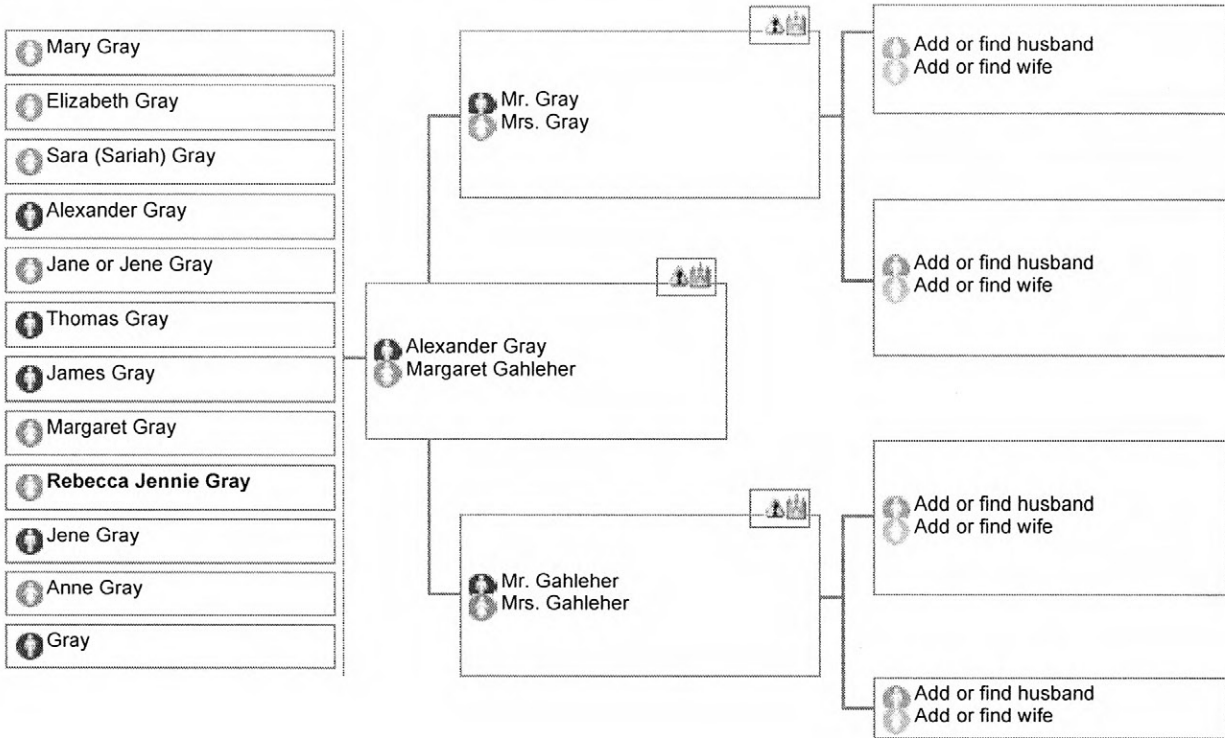 Mary Gray
Elizabeth Gray
Sara (Sariah) Gray
Alexander Gray
Jane or Jene Gray
Thomas Gray
James Gray
Margaret Gray
Rebecca Jennie Gray
Jene Gray
Anne Gray
Gray
Alexander Gray
Margaret Gahleher
Mr. Gray
Mrs. Gray
Mr. Gahleher
Mrs. Gahleher
Add or find husband
Add or find wife
Add or find husband
Add or find wife
Add or find husband
Add or find wife
Add or find husband
Add or find wife